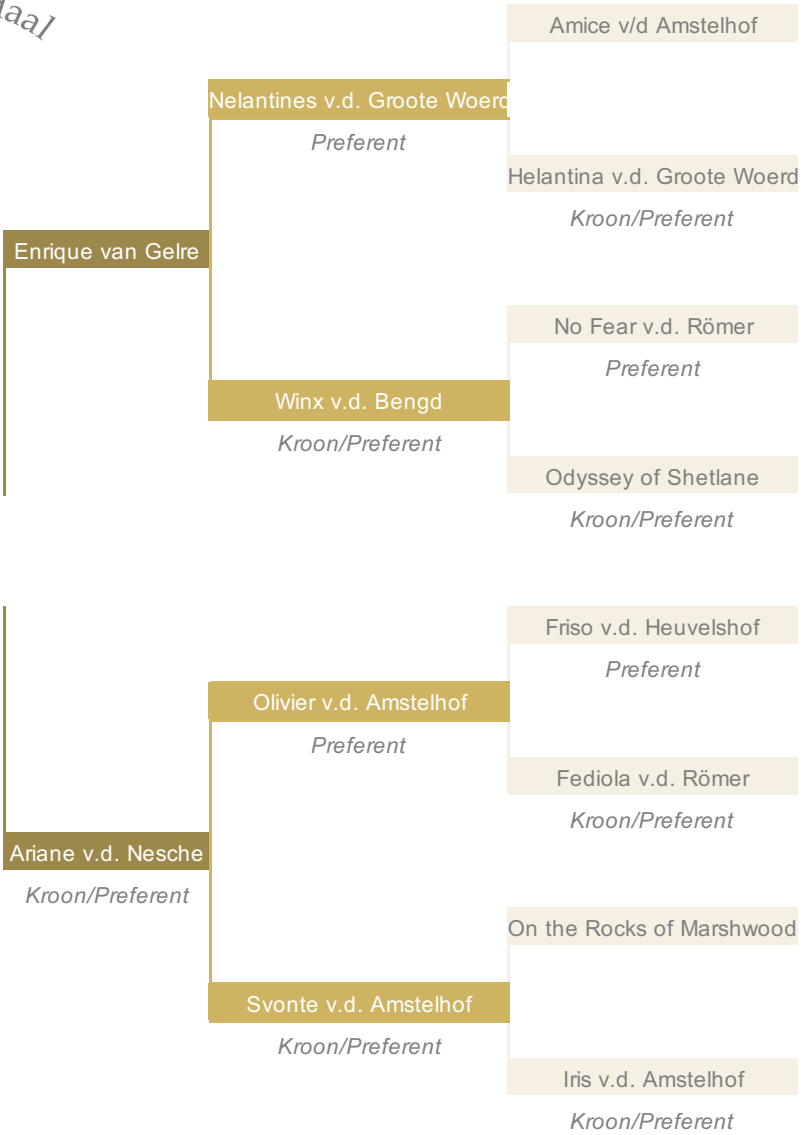 Amice v/d Amstelhof
Nelantines v.d. Groote Woerd
Preferent
Helantina v.d. Groote Woerd
Kroon/Preferent
Enrique van Gelre
No Fear v.d. Römer
Preferent
Winx v.d. Bengd
Kroon/Preferent
Odyssey of Shetlane
Kroon/Preferent
Friso v.d. Heuvelshof
Preferent
Olivier v.d. Amstelhof
Preferent
Fediola v.d. Römer
Kroon/Preferent
Ariane v.d. Nesche
Kroon/Preferent
On the Rocks of Marshwood
Svonte v.d. Amstelhof
Kroon/Preferent
Iris v.d. Amstelhof
Kroon/Preferent